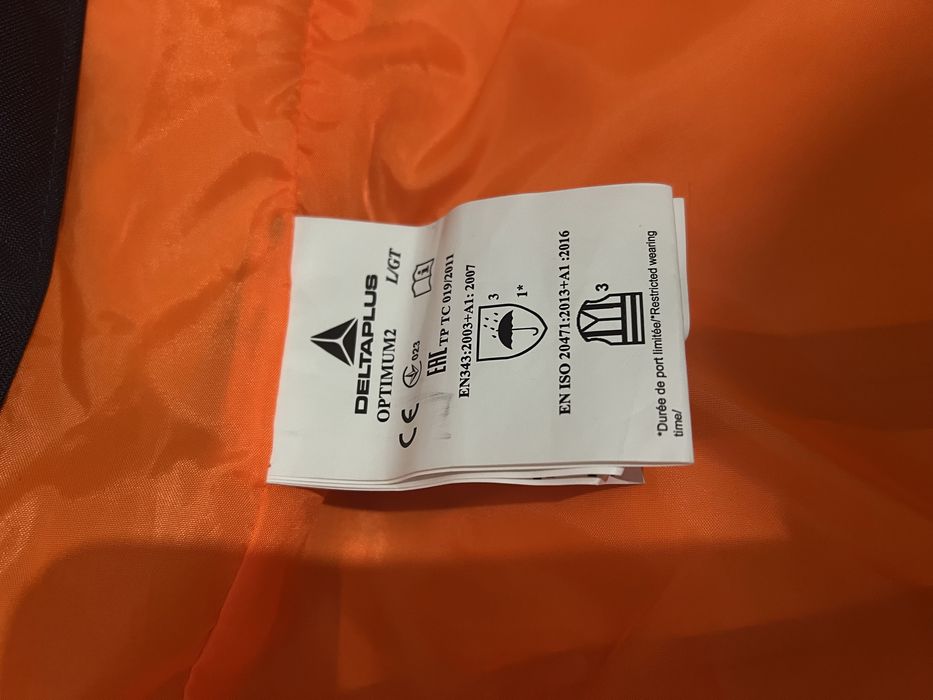 DELTAPLUS
OPTIMUM2 L/GT
CE 023 i
EAC TP TC 019/2011
EN343:2003+A1: 2007
3
1*
EN ISO 20471:2013+A1 :2016
3
*Durée de port limitée/*Restricted wearing
time/